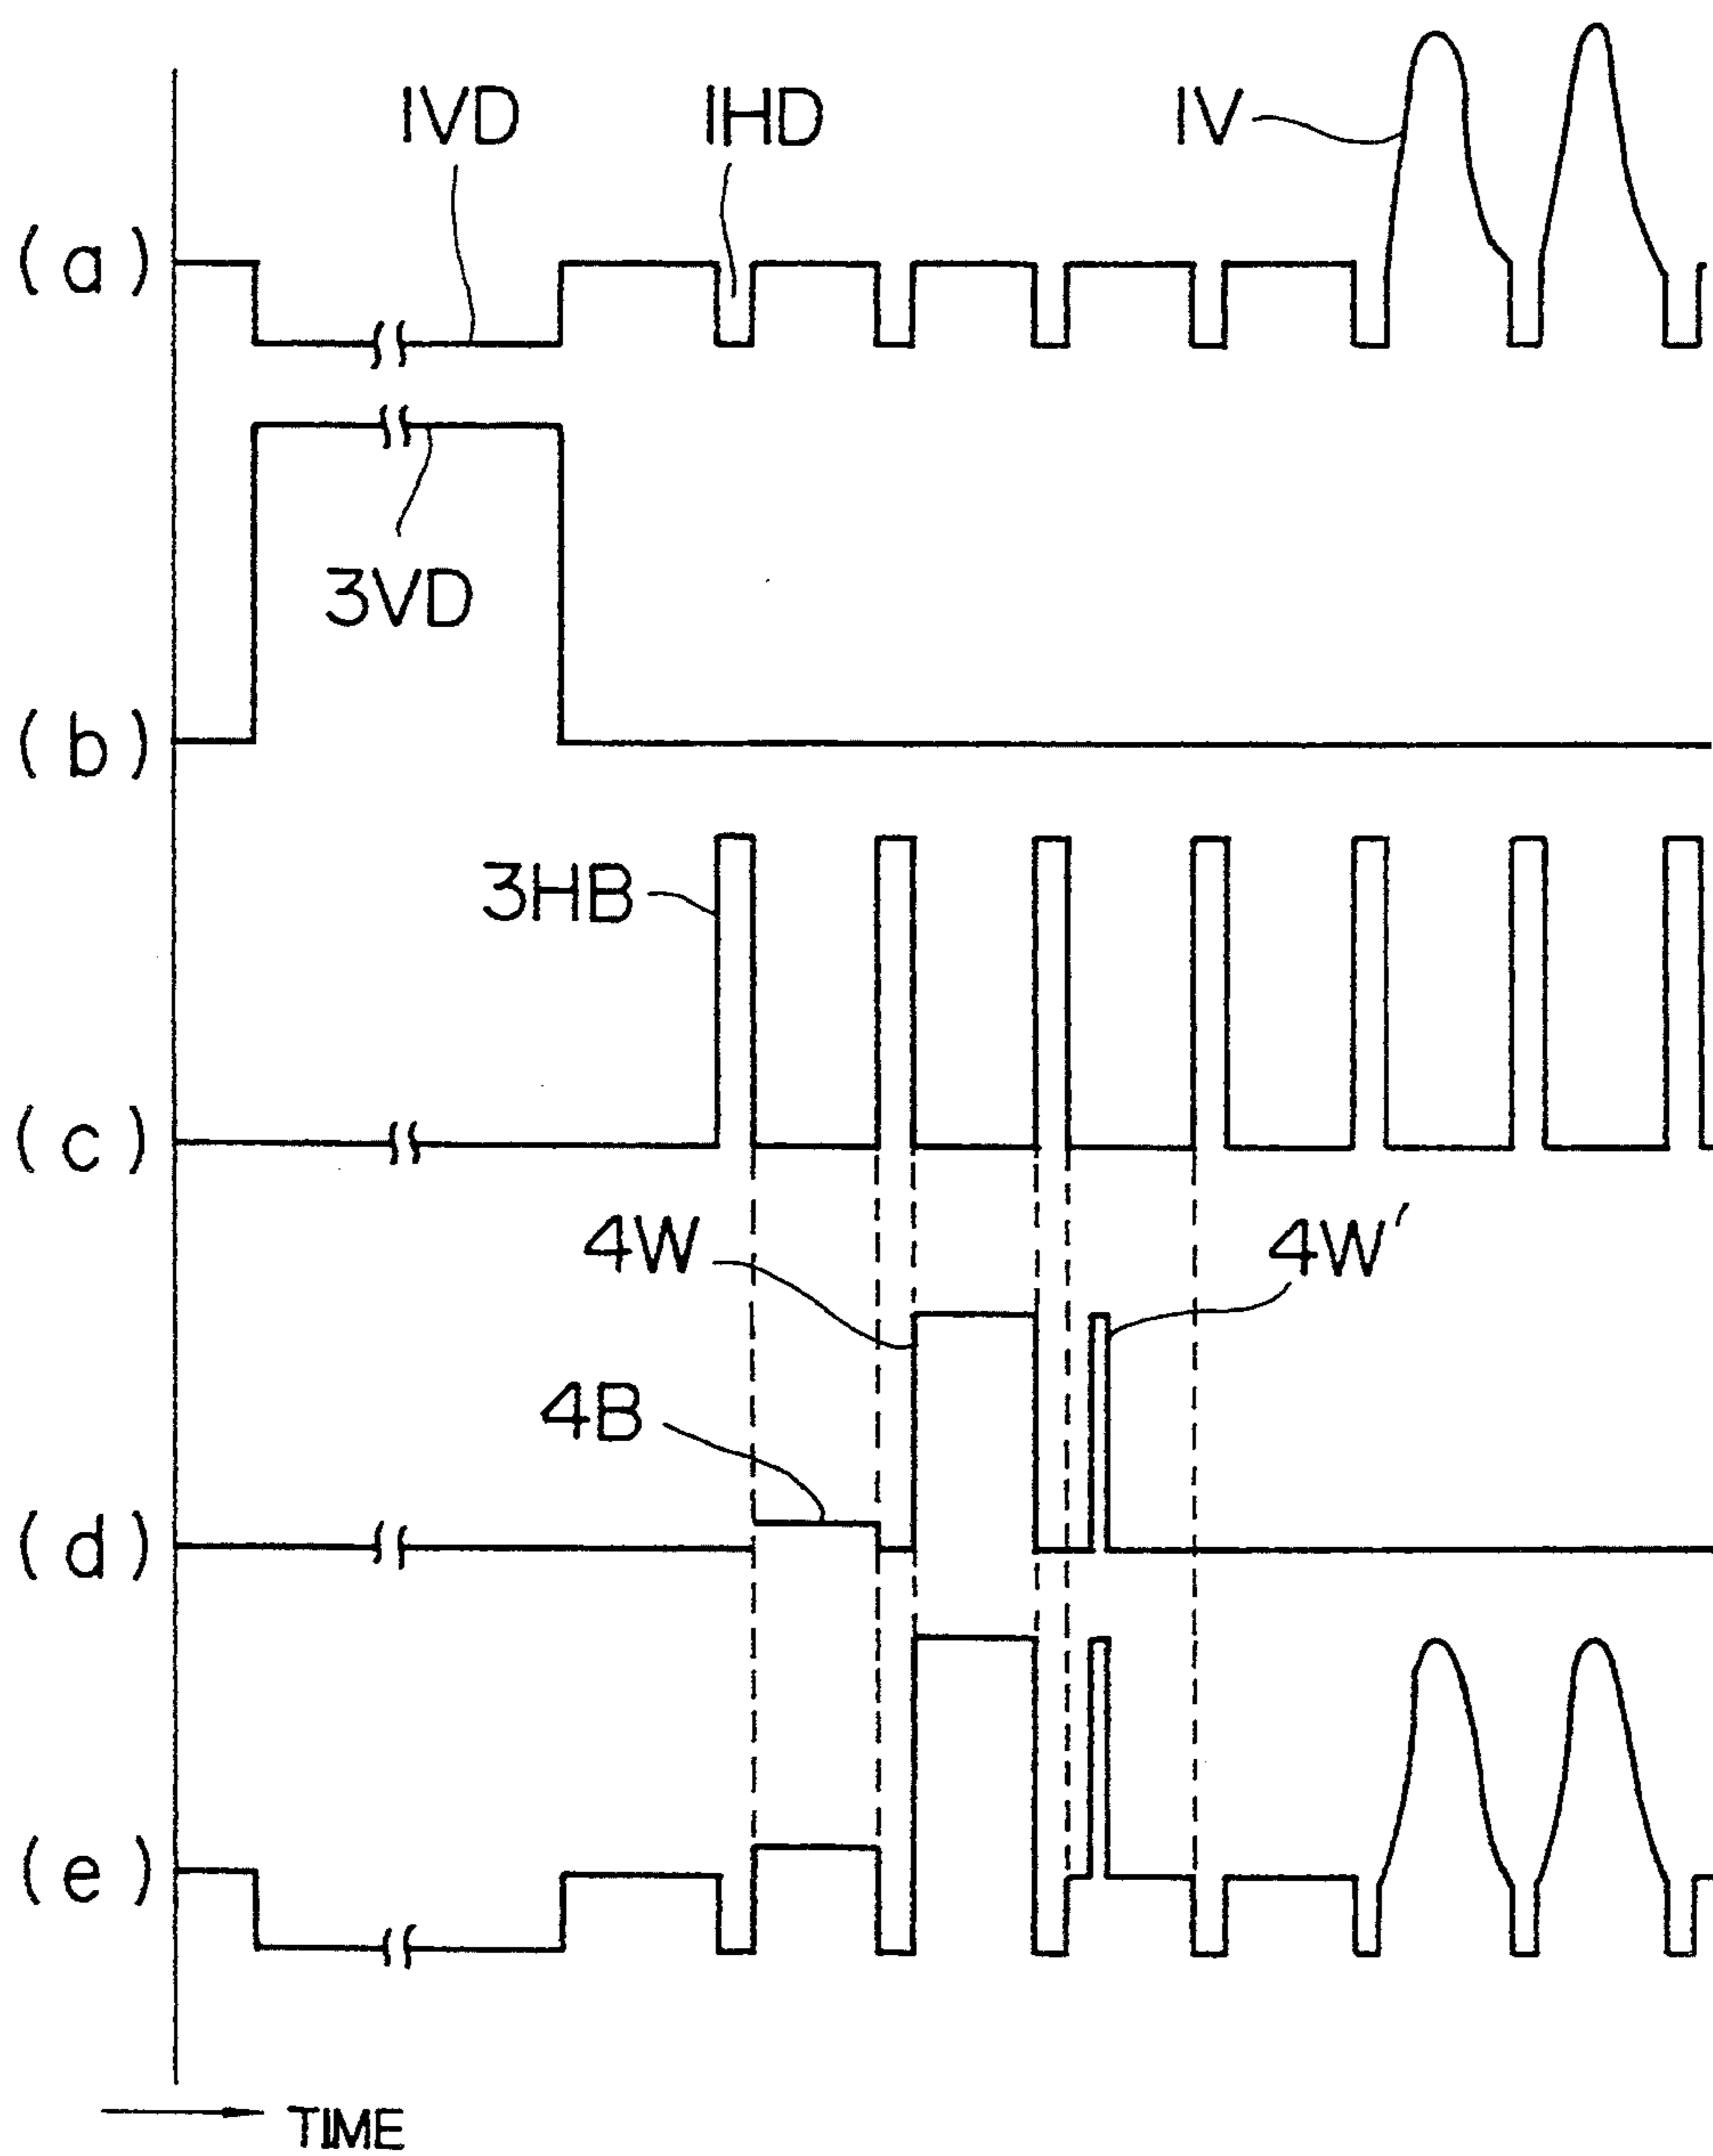 1VD 1HD 1V
(a)
3VD
(b)
3HB
(c)
4W 4W'
4B
(d)
(e)
TIME